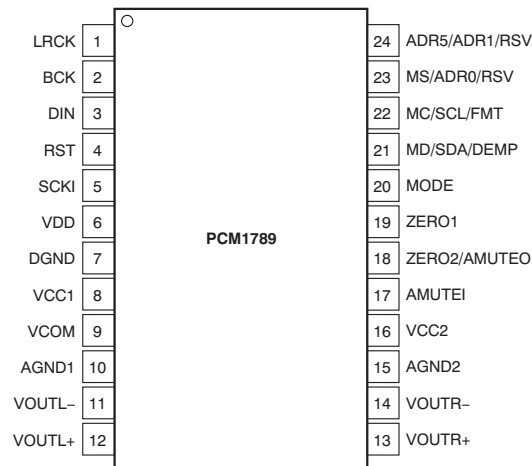 LRCK 1 24 ADR5/ADR1/RSV
BCK 2 23 MS/ADR0/RSV
DIN 3 22 MC/SCL/FMT
RST 4 21 MD/SDA/DEMP
SCKI 5 20 MODE
VDD 6 19 ZERO1
PCM1789
DGND 7 18 ZERO2/AMUTEO
VCC1 8 17 AMUTEI
VCOM 9 16 VCC2
AGND1 10 15 AGND2
VOUTL− 11 14 VOUTR−
VOUTL+ 12 13 VOUTR+